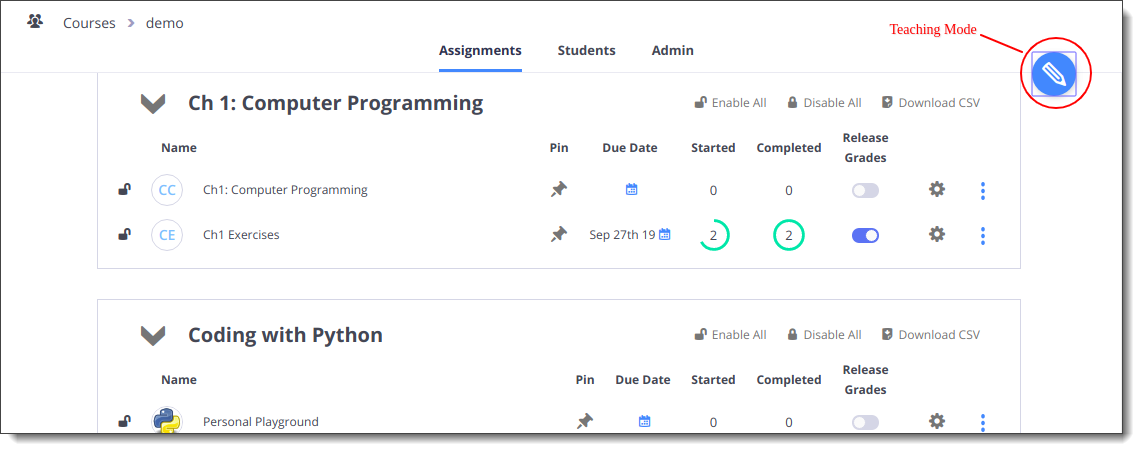 Courses > demo
Teaching Mode
Assignments Students Admin
Ch 1: Computer Programming Enable All Disable All Download CSV
Name Pin Due Date Started Completed Release Grades
CC Ch1: Computer Programming 0 0
CE Ch1 Exercises Sep 27th 19 2 2
Coding with Python Enable All Disable All Download CSV
Name Pin Due Date Started Completed Release Grades
Personal Playground 0 0